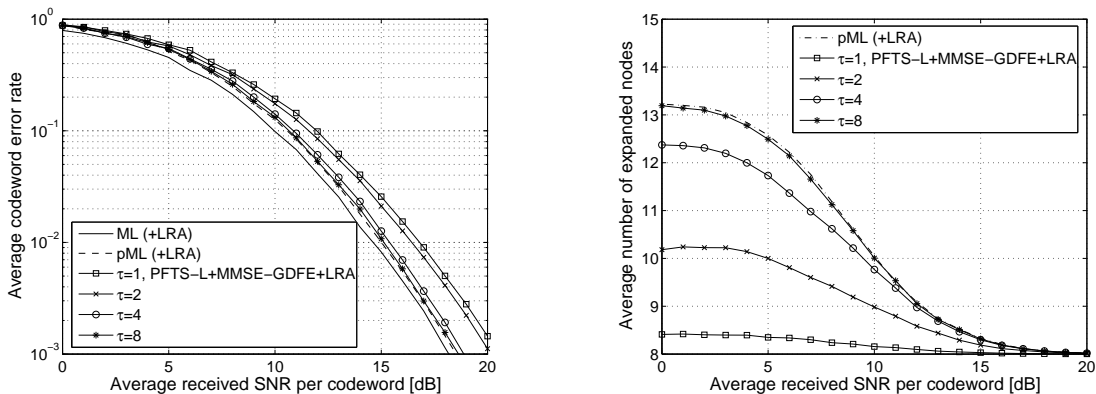 10^0
10^-1
10^-2
10^-3
0
5
10
15
20
Average received SNR per codeword [dB]
Average codeword error rate
ML (+LRA)
pML (+LRA)
τ=1, PFTS−L+MMSE−GDFE+LRA
τ=2
τ=4
τ=8
15
14
13
12
11
10
9
8
0
5
10
15
20
Average received SNR per codeword [dB]
Average number of expanded nodes
pML (+LRA)
τ=1, PFTS−L+MMSE−GDFE+LRA
τ=2
τ=4
τ=8